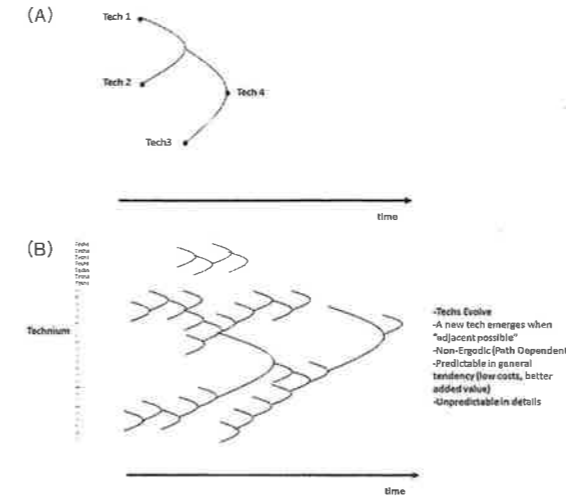 (A)
Tech 1
Tech 2
Tech 4
Tech3
time
(B)
Technium
-Techs Evolve
-A new tech emerges when
"adjacent possible"
-Non-Ergodic (Path Dependent)
-Predictable in general
tendency (low costs, better
added value)
-Unpredictable in details
time